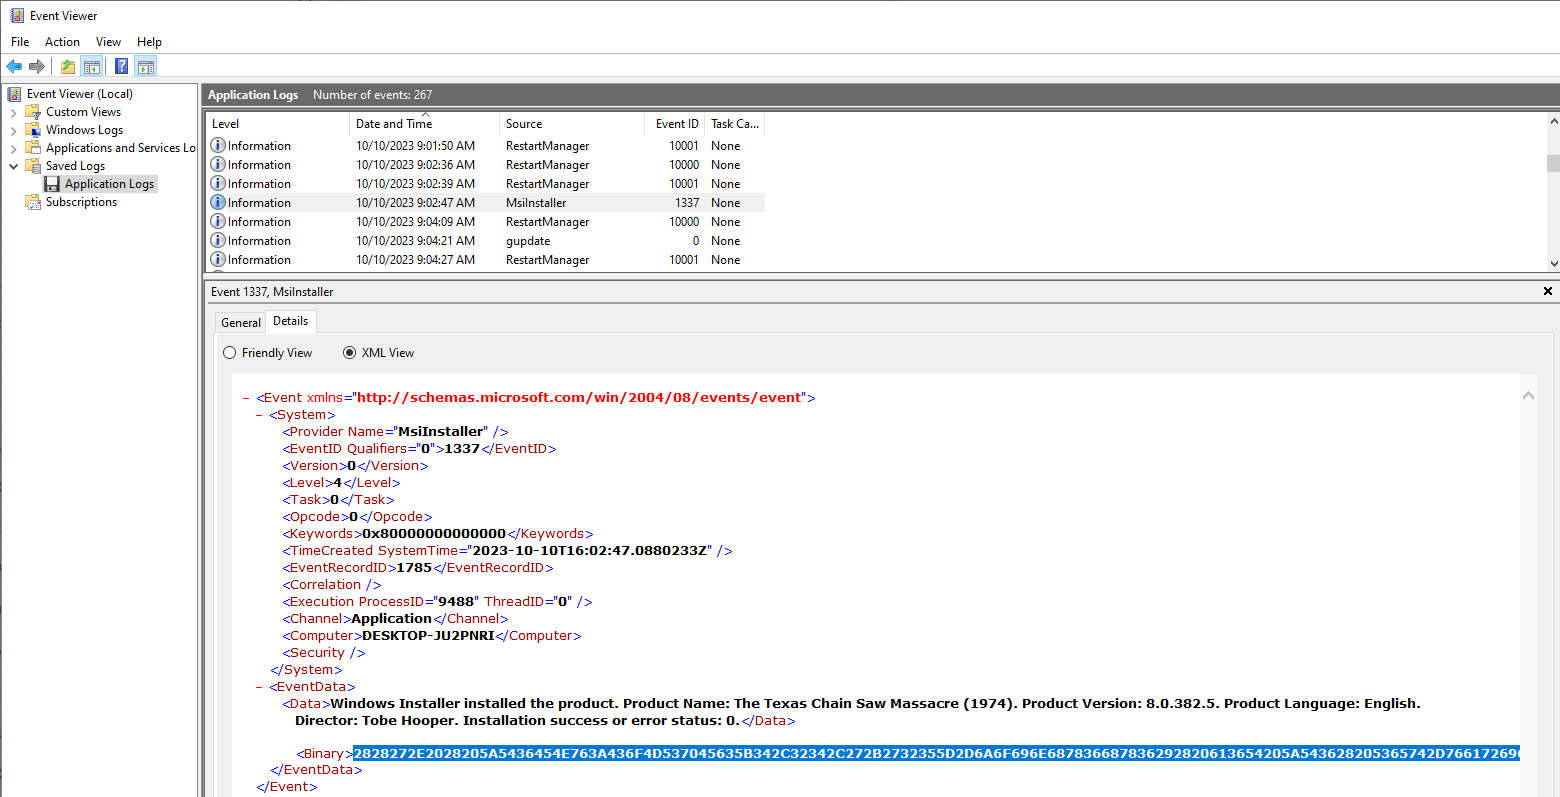 Event Viewer
File Action View Help
Event Viewer (Local)
Custom Views
Windows Logs
Applications and Services Lo
Saved Logs
Application Logs
Subscriptions
Application Logs Number of events: 267
Level Date and Time Source Event ID Task Ca...
Information 10/10/2023 9:01:50 AM RestartManager 10001 None
Information 10/10/2023 9:02:36 AM RestartManager 10000 None
Information 10/10/2023 9:02:39 AM RestartManager 10001 None
Information 10/10/2023 9:02:47 AM MsiInstaller 1337 None
Information 10/10/2023 9:04:09 AM RestartManager 10000 None
Information 10/10/2023 9:04:21 AM gupdate 0 None
Information 10/10/2023 9:04:27 AM RestartManager 10001 None
Event 1337, MsiInstaller
General Details
Friendly View XML View
- <Event xmlns="http://schemas.microsoft.com/win/2004/08/events/event">
- <System>
<Provider Name="MsiInstaller" />
<EventID Qualifiers="0">1337</EventID>
<Version>0</Version>
<Level>4</Level>
<Task>0</Task>
<Opcode>0</Opcode>
<Keywords>0x80000000000000</Keywords>
<TimeCreated SystemTime="2023-10-10T16:02:47.0880233Z" />
<EventRecordID>1785</EventRecordID>
<Correlation />
<Execution ProcessID="9488" ThreadID="0" />
<Channel>Application</Channel>
<Computer>DESKTOP-JU2PNRI</Computer>
<Security />
</System>
- <EventData>
<Data>Windows Installer installed the product. Product Name: The Texas Chain Saw Massacre (1974). Product Version: 8.0.382.5. Product Language: English.
Director: Tobe Hooper. Installation success or error status: 0.</Data>
<Binary>2828272E2028205A5436454E763A436F4D537045635B342C32342C272B2732355D2D6A6F696E6878366878362928206136542 05A543628205365742D766172696
</EventData>
</Event>